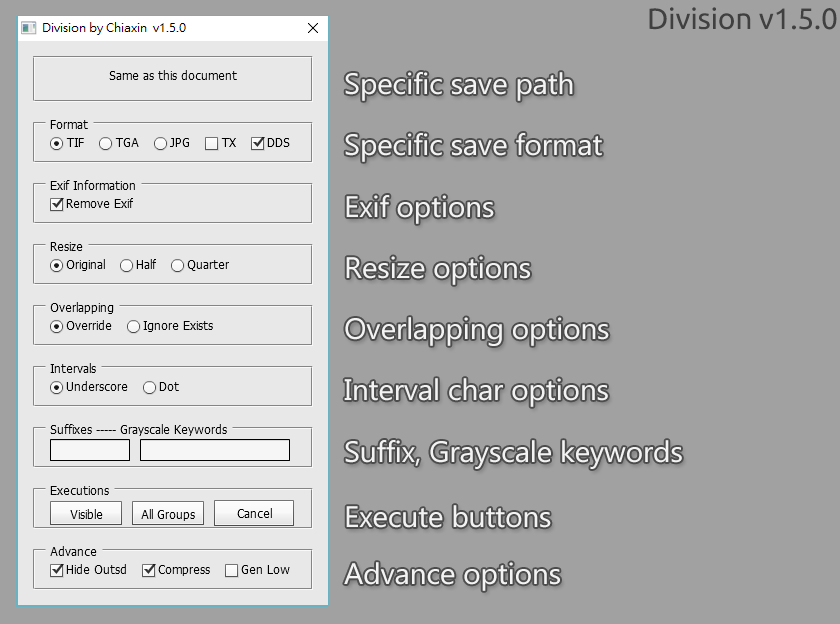 Division by Chiaxin v1.5.0
Division v1.5.0
Same as this document
Specific save path
Format
TIF TGA JPG TX DDS
Specific save format
Exif Information
Remove Exif
Exif options
Resize
Original Half Quarter
Resize options
Overlapping
Override Ignore Exists
Overlapping options
Intervals
Underscore Dot
Interval char options
Suffixes ----- Grayscale Keywords
Suffix, Grayscale keywords
Executions
Visible All Groups Cancel
Execute buttons
Advance
Hide Outsd Compress Gen Low
Advance options